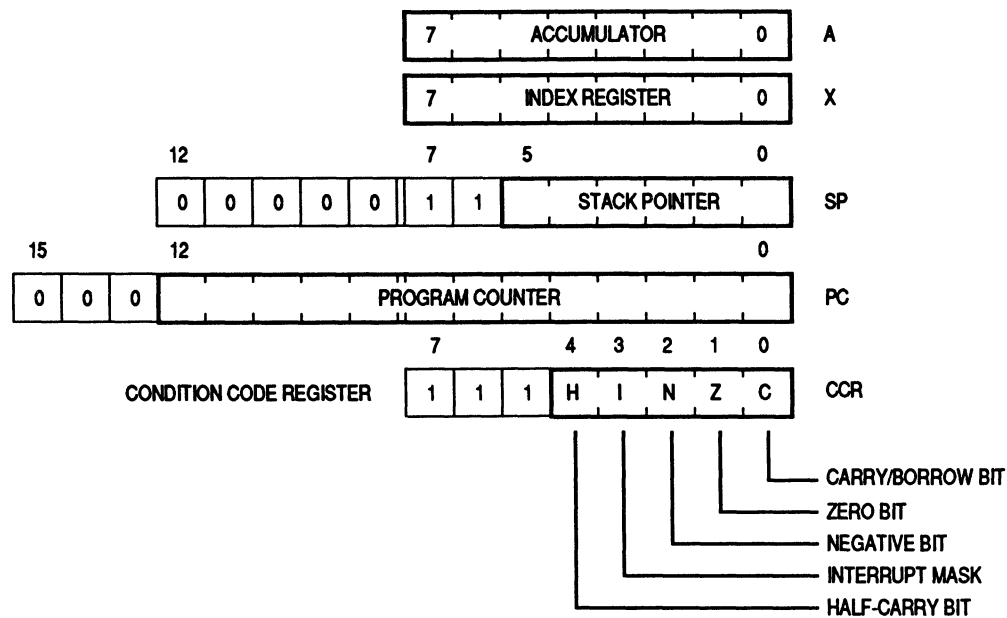 7 ACCUMULATOR 0 A
7 INDEX REGISTER 0 X
12 7 5 0
0 0 0 0 0 1 1 STACK POINTER SP
15 12 0
0 0 0 PROGRAM COUNTER PC
7 4 3 2 1 0
CONDITION CODE REGISTER 1 1 1 H I N Z C CCR
CARRY/BORROW BIT
ZERO BIT
NEGATIVE BIT
INTERRUPT MASK
HALF-CARRY BIT